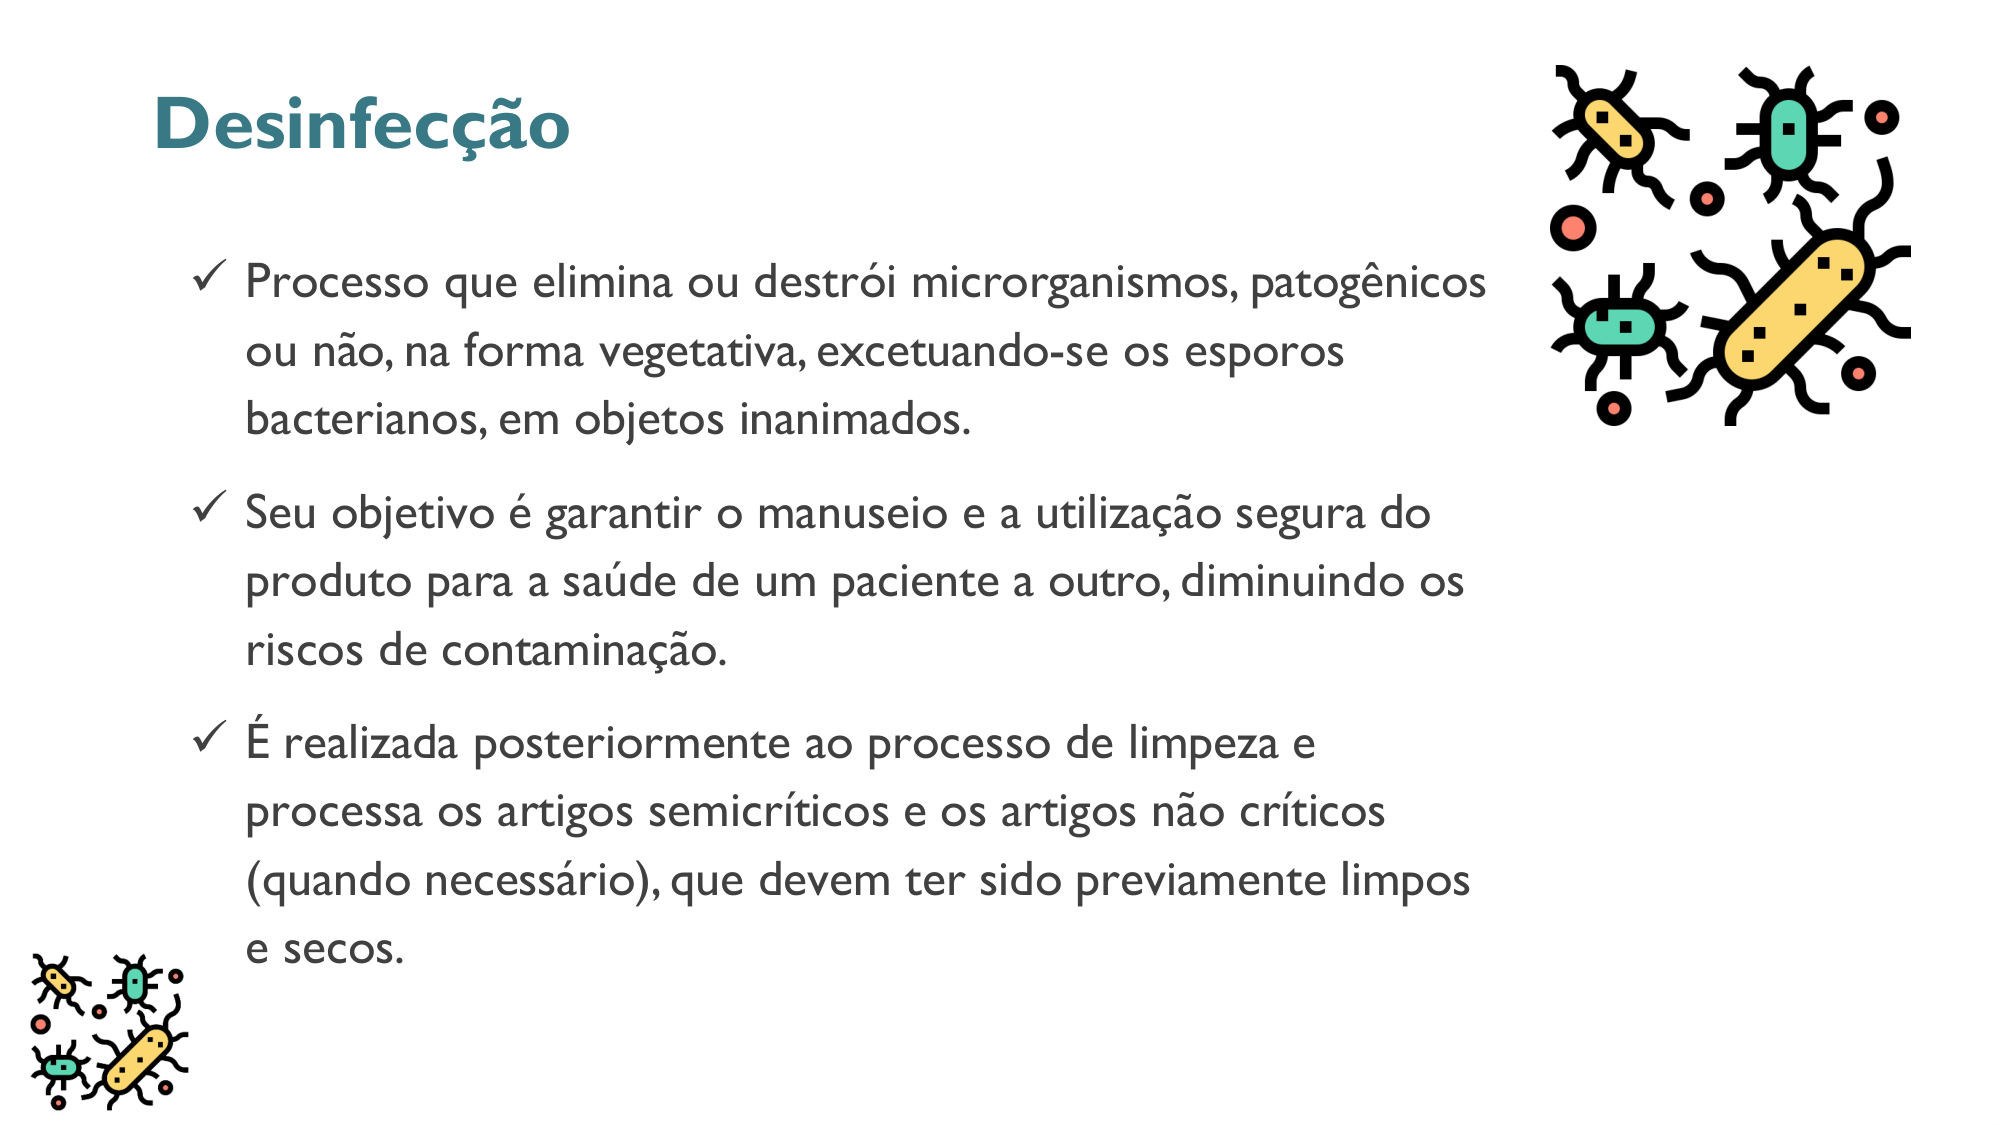 Desinfecção
✓ Processo que elimina ou destrói microrganismos, patogênicos
ou não, na forma vegetativa, excetuando-se os esporos
bacterianos, em objetos inanimados.
✓ Seu objetivo é garantir o manuseio e a utilização segura do
produto para a saúde de um paciente a outro, diminuindo os
riscos de contaminação.
✓ É realizada posteriormente ao processo de limpeza e
processa os artigos semicríticos e os artigos não críticos
(quando necessário), que devem ter sido previamente limpos
e secos.